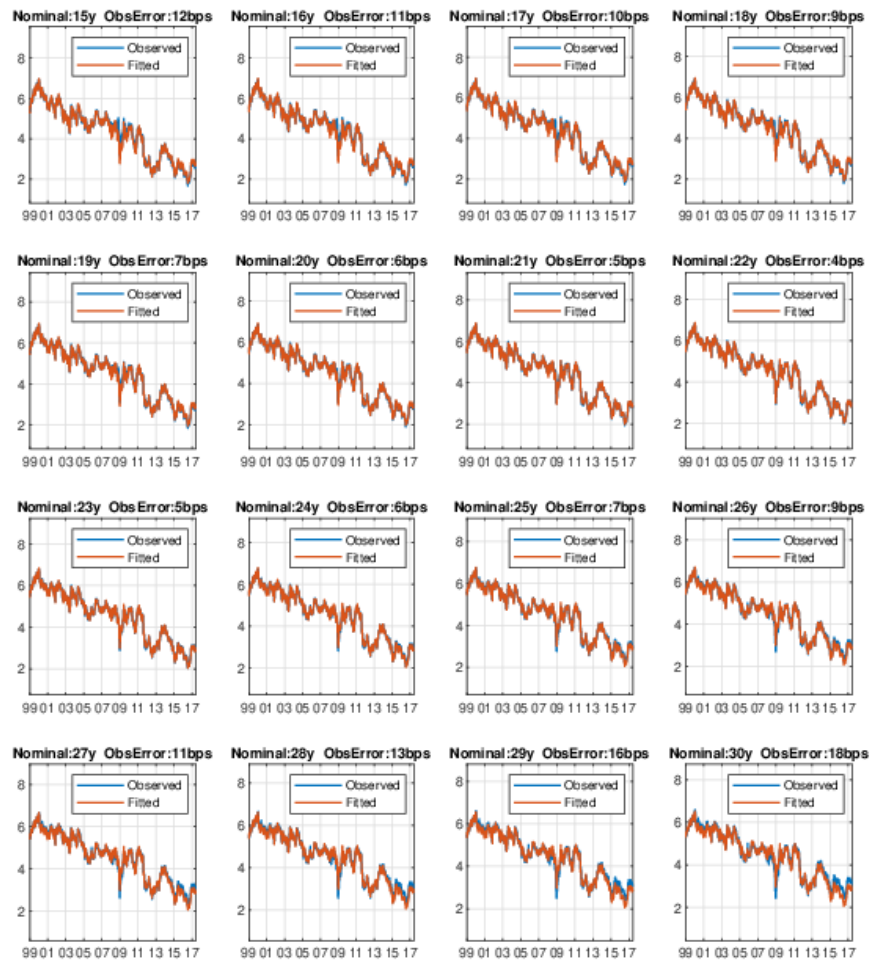 Nominal:15y ObsError:12bps Nominal:16y ObsError:11bps Nominal:17y ObsError:10bps Nominal:18y ObsError:9bps
8 Observed 8 Observed 8 Observed 8 Observed
Fitted Fitted Fitted Fitted
6 6 6 6
4 4 4 4
2 2 2 2
99 01 03 05 07 09 11 13 15 17 99 01 03 05 07 09 11 13 15 17 99 01 03 05 07 09 11 13 15 17 99 01 03 05 07 09 11 13 15 17
Nominal:19y ObsError:7bps Nominal:20y ObsError:6bps Nominal:21y ObsError:5bps Nominal:22y ObsError:4bps
8 Observed 8 Observed 8 Observed 8 Observed
Fitted Fitted Fitted Fitted
6 6 6 6
4 4 4 4
2 2 2 2
99 01 03 05 07 09 11 13 15 17 99 01 03 05 07 09 11 13 15 17 99 01 03 05 07 09 11 13 15 17 99 01 03 05 07 09 11 13 15 17
Nominal:23y ObsError:5bps Nominal:24y ObsError:6bps Nominal:25y ObsError:7bps Nominal:26y ObsError:9bps
8 Observed 8 Observed 8 Observed 8 Observed
Fitted Fitted Fitted Fitted
6 6 6 6
4 4 4 4
2 2 2 2
99 01 03 05 07 09 11 13 15 17 99 01 03 05 07 09 11 13 15 17 99 01 03 05 07 09 11 13 15 17 99 01 03 05 07 09 11 13 15 17
Nominal:27y ObsError:11bps Nominal:28y ObsError:13bps Nominal:29y ObsError:16bps Nominal:30y ObsError:18bps
8 Observed 8 Observed 8 Observed 8 Observed
Fitted Fitted Fitted Fitted
6 6 6 6
4 4 4 4
2 2 2 2
99 01 03 05 07 09 11 13 15 17 99 01 03 05 07 09 11 13 15 17 99 01 03 05 07 09 11 13 15 17 99 01 03 05 07 09 11 13 15 17